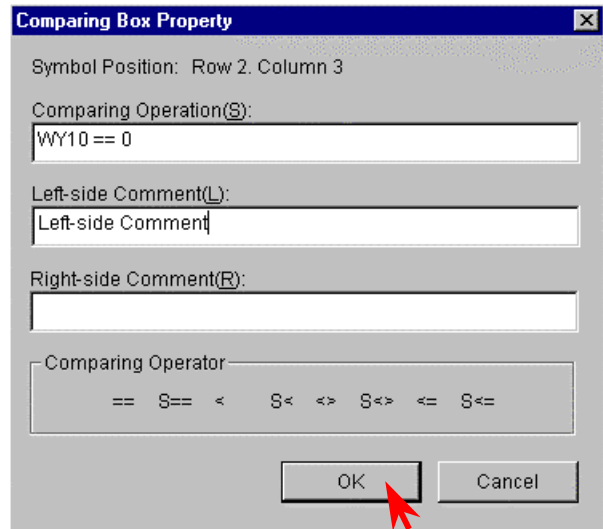 Comparing Box Property
Symbol Position: Row 2. Column 3
Comparing Operation(S):
WY10 == 0
Left-side Comment(L):
Left-side Comment
Right-side Comment(R):
Comparing Operator
== S== < S< <> S<> <= S<=
OK Cancel